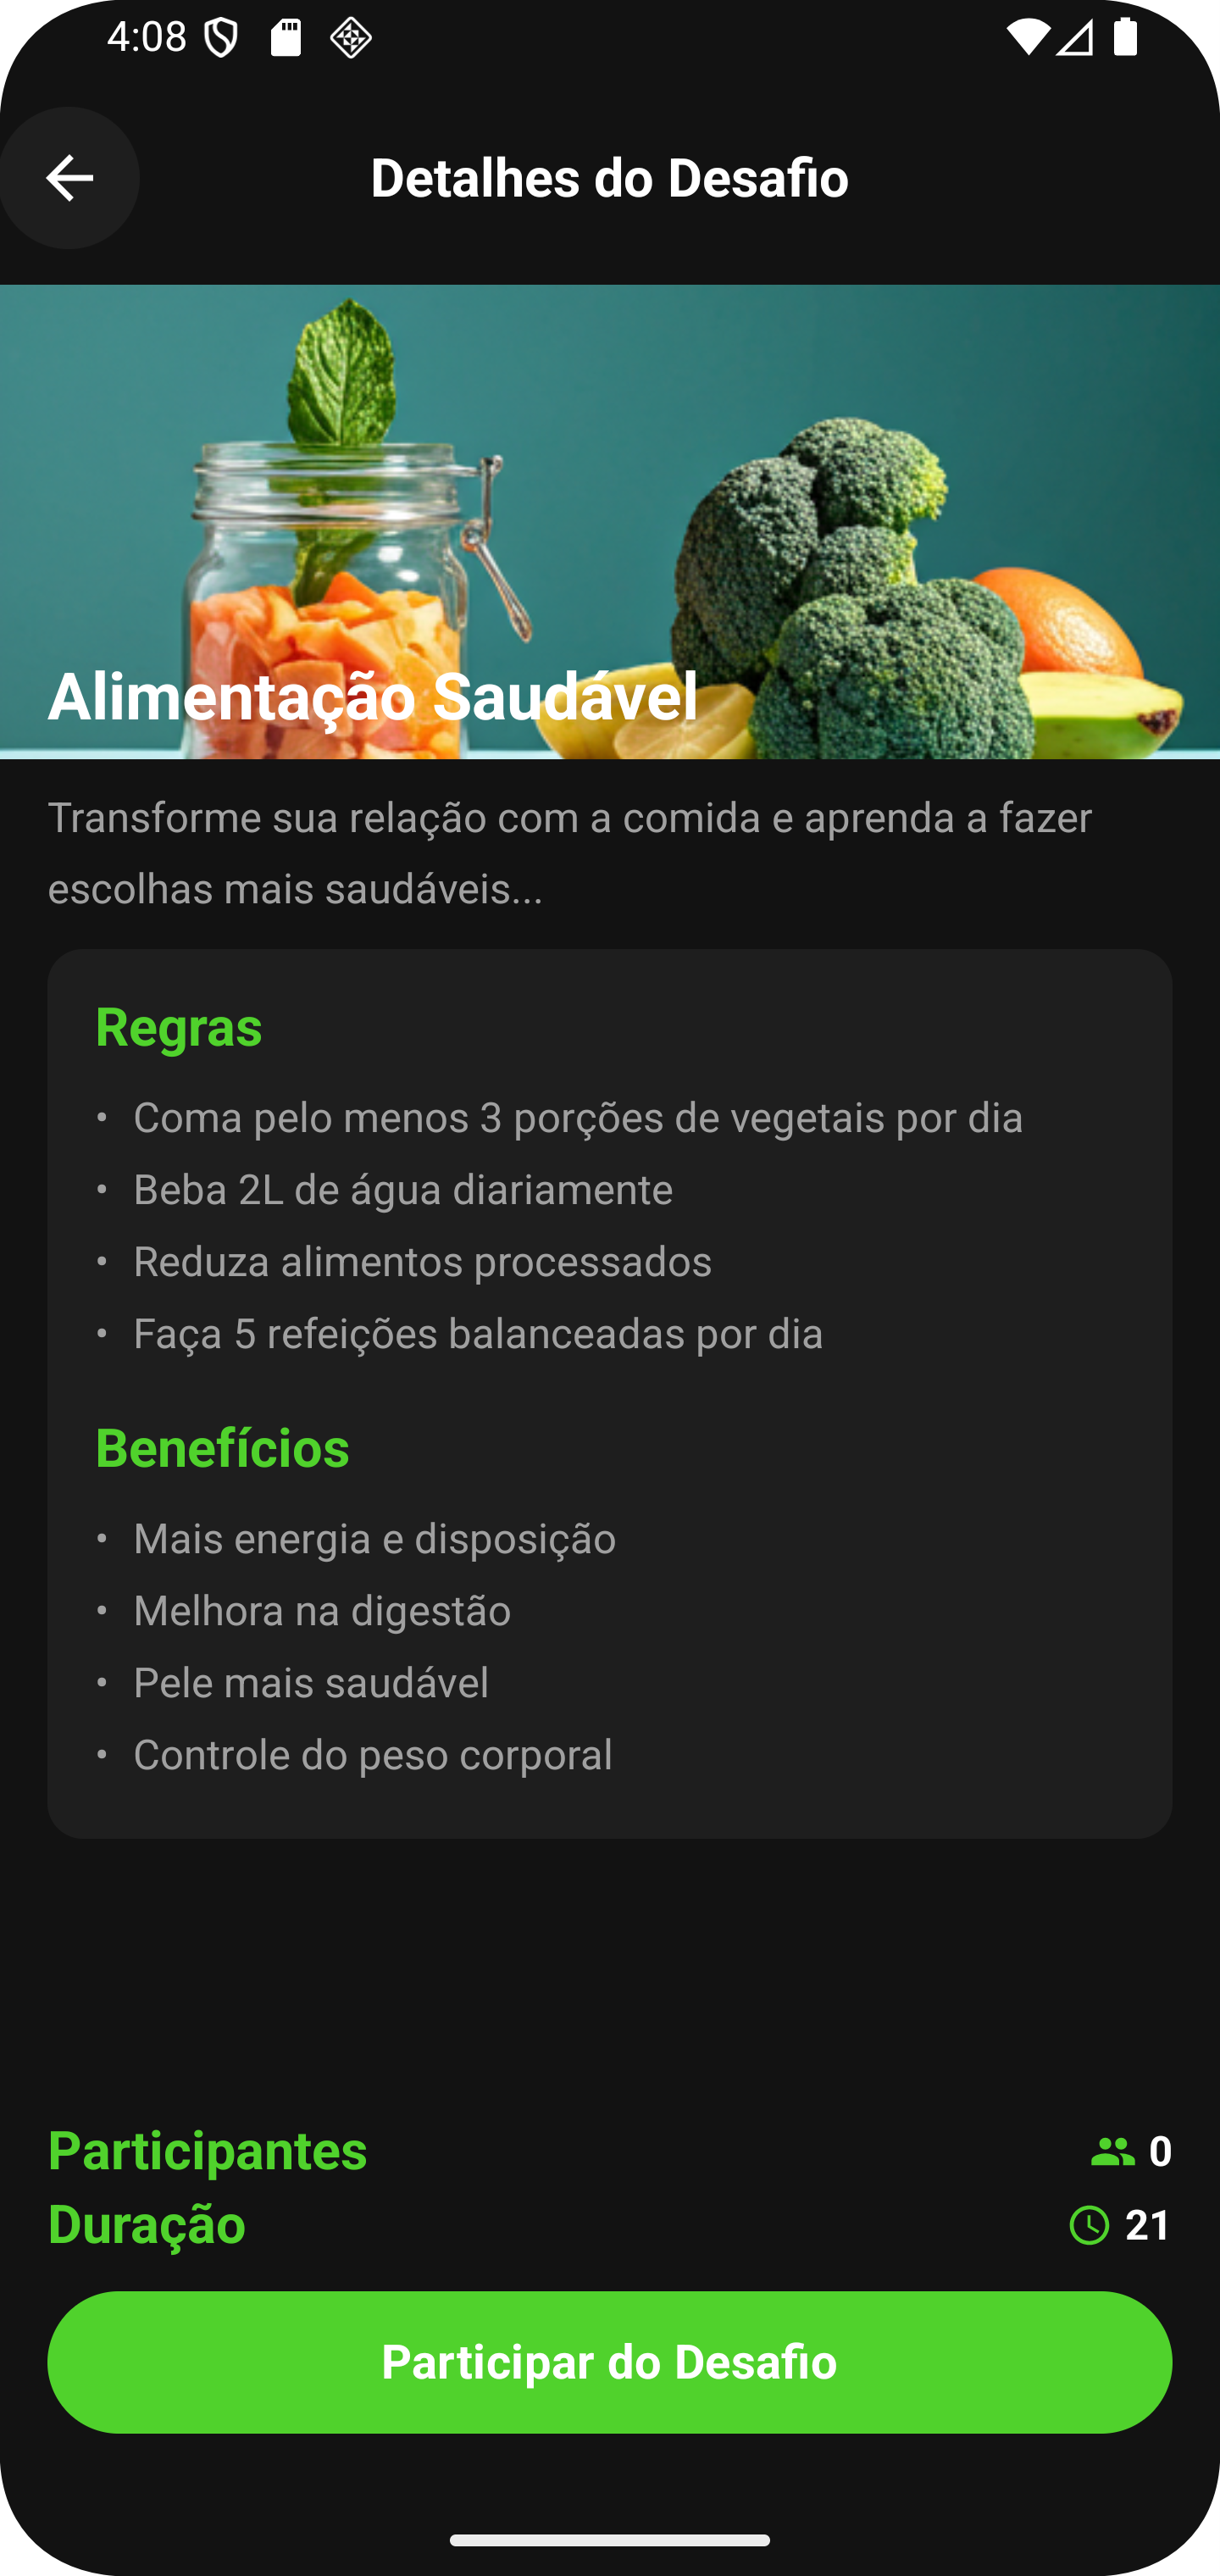 4:08
Detalhes do Desafio
Alimentação Saudável
Transforme sua relação com a comida e aprenda a fazer
escolhas mais saudáveis...
Regras
• Coma pelo menos 3 porções de vegetais por dia
• Beba 2L de água diariamente
• Reduza alimentos processados
• Faça 5 refeições balanceadas por dia
Benefícios
• Mais energia e disposição
• Melhora na digestão
• Pele mais saudável
• Controle do peso corporal
Participantes 0
Duração 21
Participar do Desafio